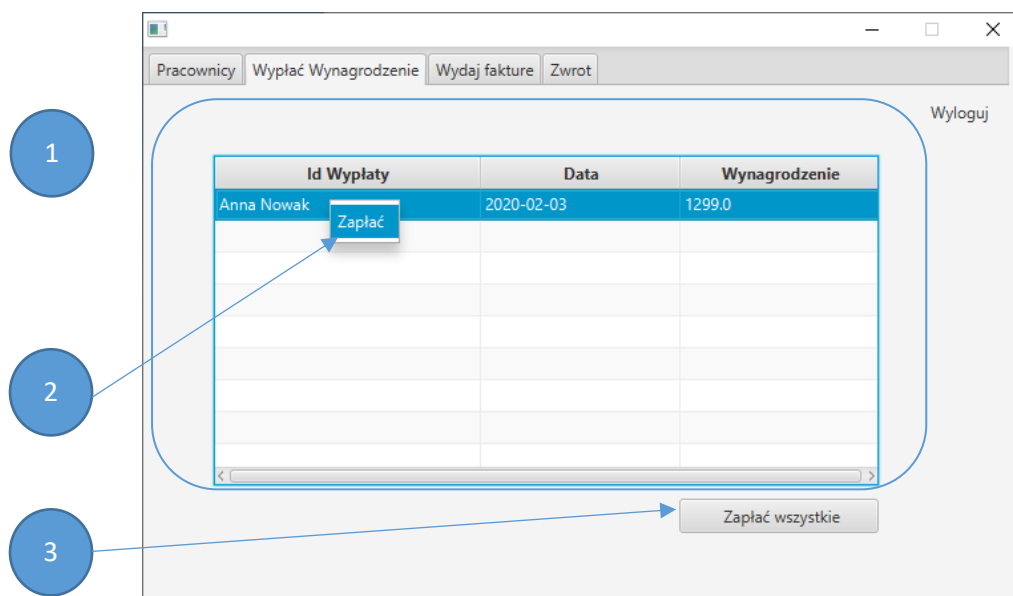 Pracownicy Wypłać Wynagrodzenie Wydaj fakture Zwrot
Wyloguj
1
Id Wypłaty Data Wynagrodzenie
Anna Nowak 2020-02-03 1299.0
Zapłać
2
Zapłać wszystkie
3